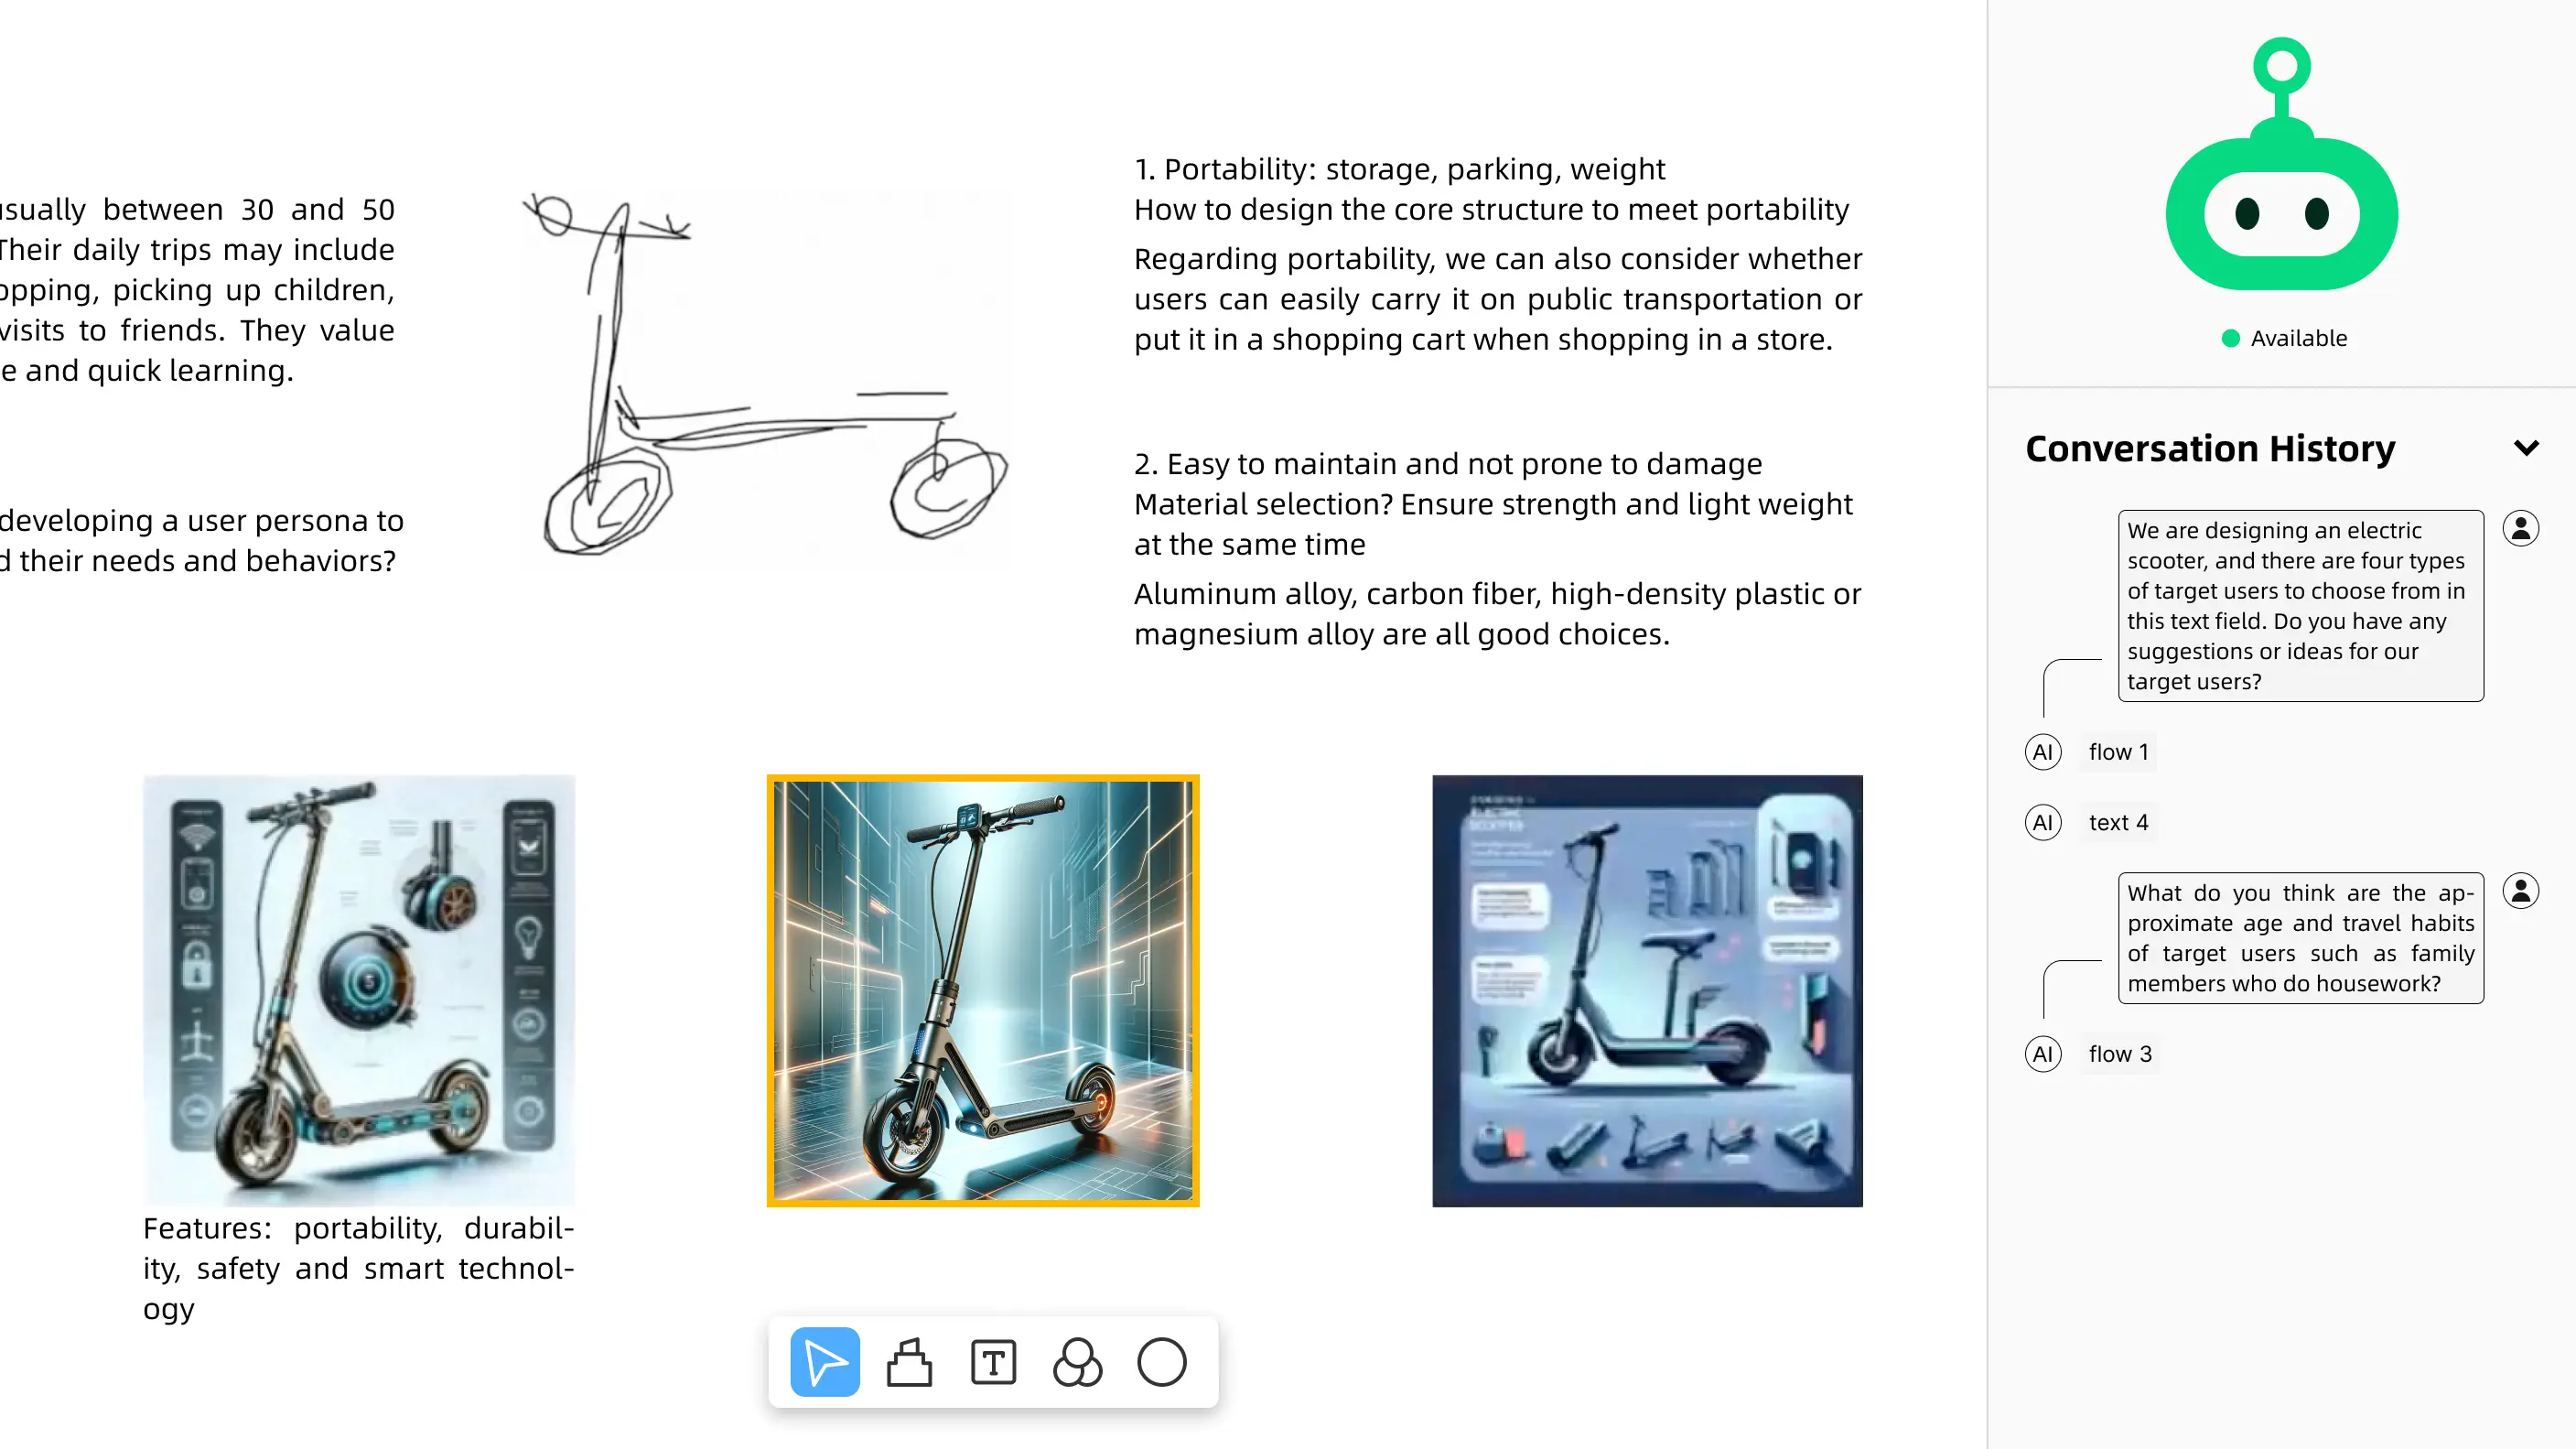 usually between 30 and 50
Their daily trips may include
opping, picking up children,
visits to friends. They value
e and quick learning.
developing a user persona to
d their needs and behaviors?
1. Portability: storage, parking, weight
How to design the core structure to meet portability
Regarding portability, we can also consider whether
users can easily carry it on public transportation or
put it in a shopping cart when shopping in a store.
2. Easy to maintain and not prone to damage
Material selection? Ensure strength and light weight
at the same time
Aluminum alloy, carbon fiber, high-density plastic or
magnesium alloy are all good choices.
Features: portability, durabil-
ity, safety and smart technol-
ogy
Available
Conversation History
We are designing an electric
scooter, and there are four types
of target users to choose from in
this text field. Do you have any
suggestions or ideas for our
target users?
AI flow 1
AI text 4
What do you think are the ap-
proximate age and travel habits
of target users such as family
members who do housework?
AI flow 3